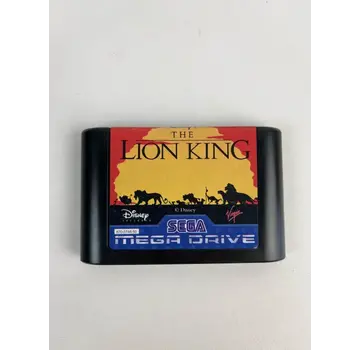 THE
LION KING
Disney
© Disney
Virgin
SEGA
MEGA DRIVE